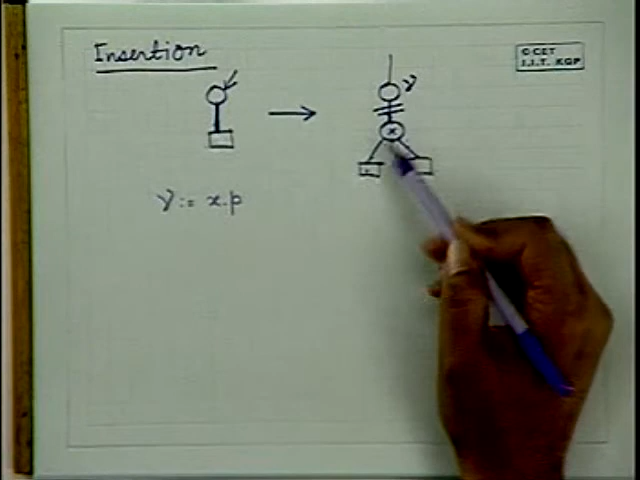 Insertion
© CET
I.I.T. KGP
ν
x
ν := x.p